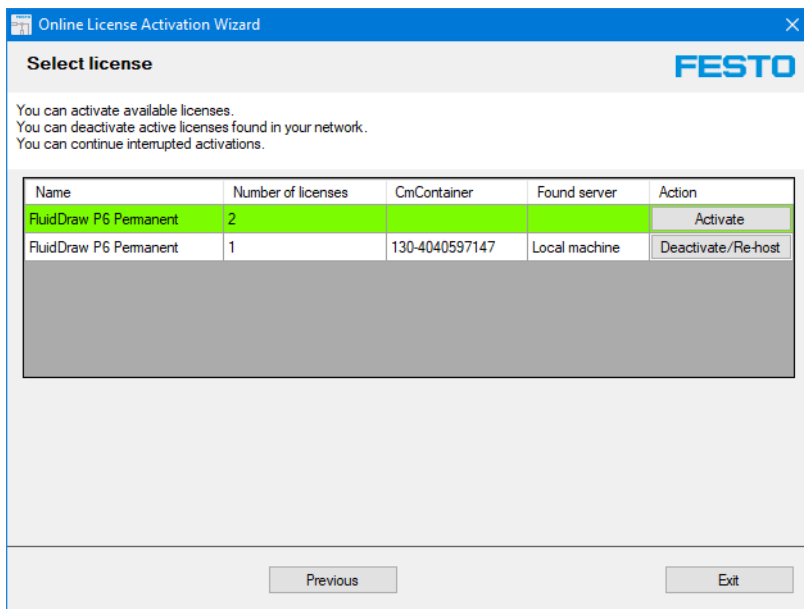 FESTO
Online License Activation Wizard
Select license
FESTO
You can activate available licenses.
You can deactivate active licenses found in your network.
You can continue interrupted activations.
Name Number of licenses CmContainer Found server Action
FluidDraw P6 Permanent 2 Activate
FluidDraw P6 Permanent 1 130-4040597147 Local machine Deactivate/Re-host
Previous Exit